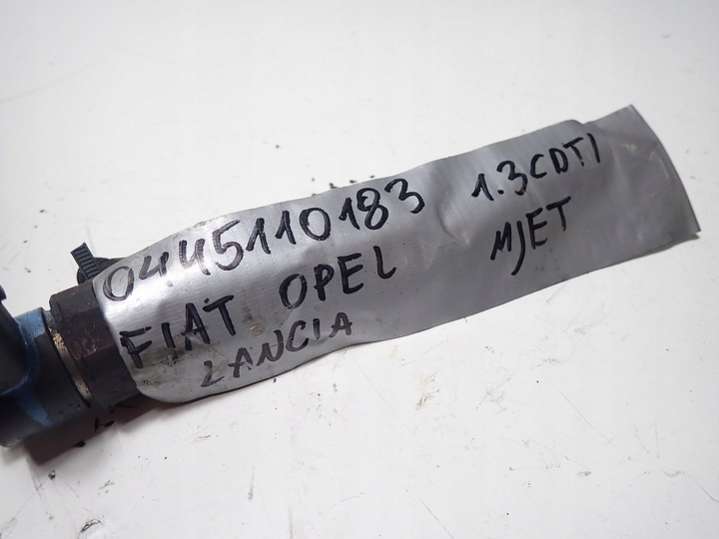 0445110183 1.3CDTI
FIAT OPEL MJET
LANCIA